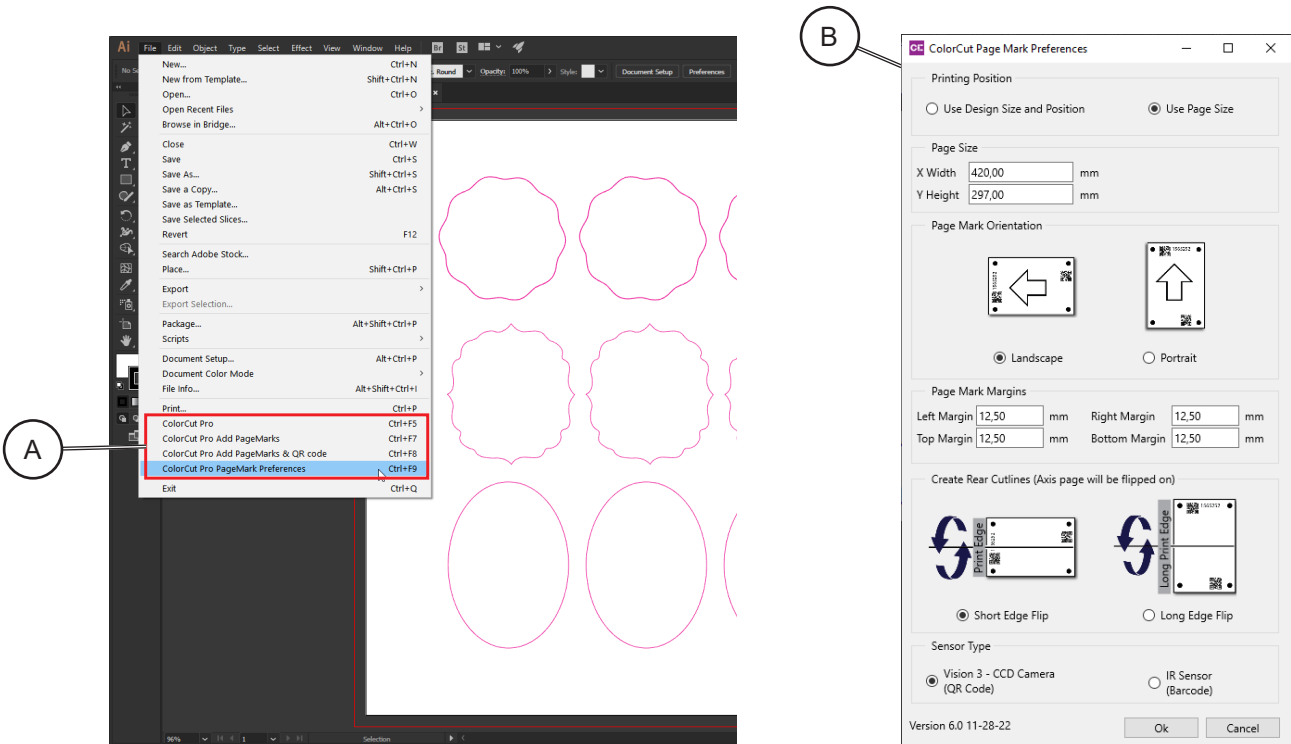 A
B
Ai File Edit Object Type Select Effect View Window Help Br St
No Se
Round Opacity: 100% Style: Document Setup Preferences
New... Ctrl+N
New from Template... Shift+Ctrl+N
Open... Ctrl+O
Open Recent Files
Browse in Bridge... Alt+Ctrl+O
Close Ctrl+W
Save Ctrl+S
Save As... Shift+Ctrl+S
Save a Copy... Alt+Ctrl+S
Save as Template...
Save Selected Slices...
Revert F12
Search Adobe Stock...
Place... Shift+Ctrl+P
Export
Export Selection...
Package... Alt+Shift+Ctrl+P
Scripts
Document Setup... Alt+Ctrl+P
Document Color Mode
File Info... Alt+Shift+Ctrl+I
Print... Ctrl+P
ColorCut Pro Ctrl+F5
ColorCut Pro Add PageMarks Ctrl+F7
ColorCut Pro Add PageMarks & QR code Ctrl+F8
ColorCut Pro PageMark Preferences Ctrl+F9
Exit Ctrl+Q
96% 1 Selection
CC ColorCut Page Mark Preferences
Printing Position
Use Design Size and Position Use Page Size
Page Size
X Width 420,00 mm
Y Height 297,00 mm
Page Mark Orientation
Landscape Portrait
Page Mark Margins
Left Margin 12,50 mm Right Margin 12,50 mm
Top Margin 12,50 mm Bottom Margin 12,50 mm
Create Rear Cutlines (Axis page will be flipped on)
Print Edge
Long Print Edge
Short Edge Flip Long Edge Flip
Sensor Type
Vision 3 - CCD Camera
(QR Code)
IR Sensor
(Barcode)
Version 6.0 11-28-22 Ok Cancel